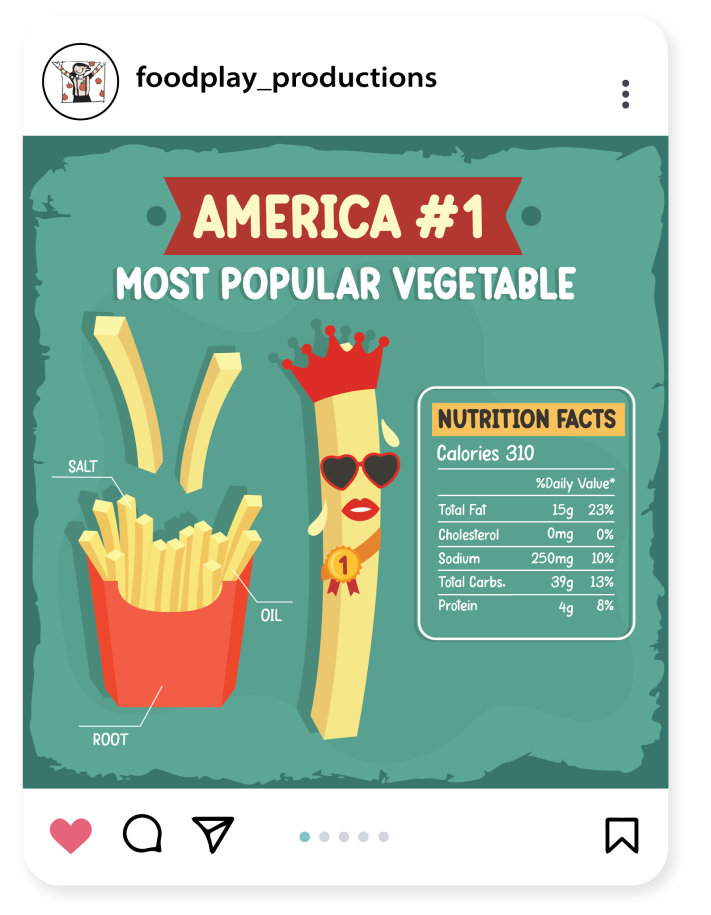 foodplay_productions
AMERICA #1
MOST POPULAR VEGETABLE
SALT
OIL
ROOT
1
NUTRITION FACTS
Calories 310
%Daily Value*
Total Fat 15g 23%
Cholesterol 0mg 0%
Sodium 250mg 10%
Total Carbs. 39g 13%
Protein 4g 8%